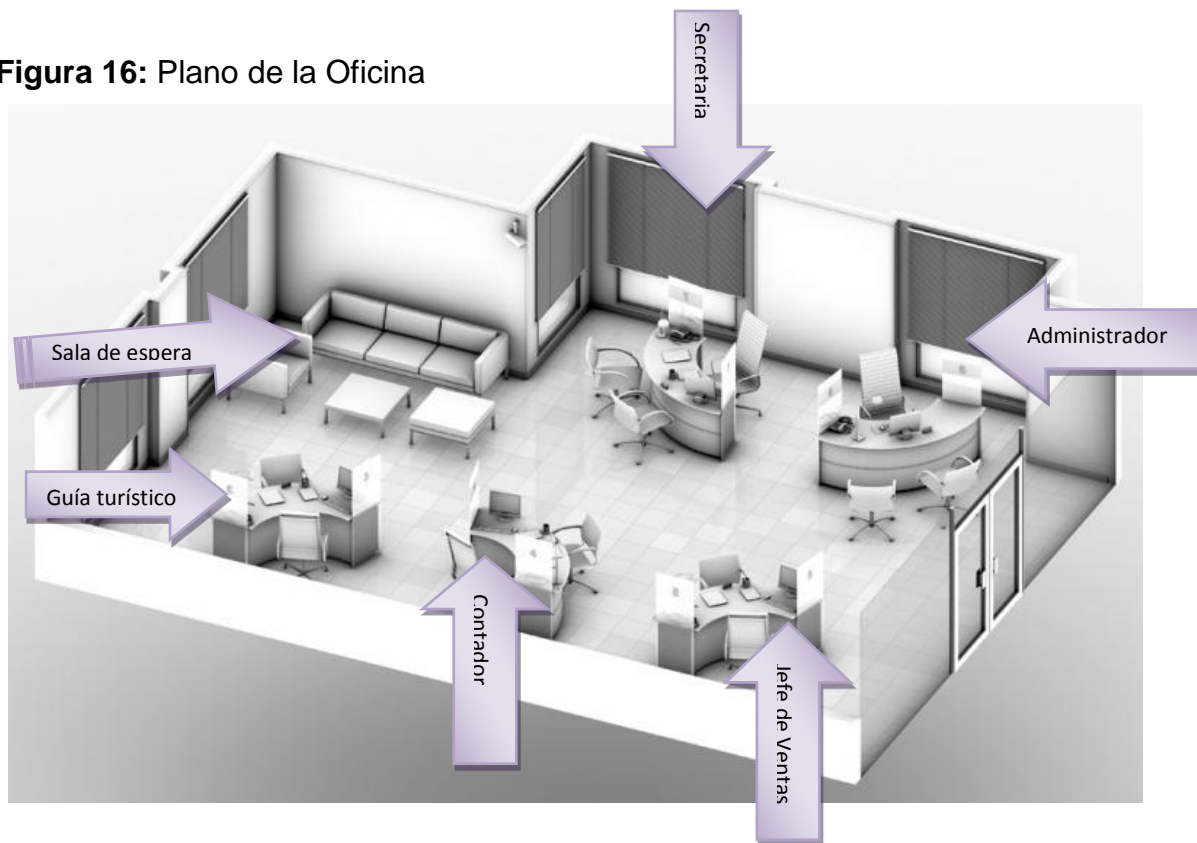 Figura 16: Plano de la Oficina
Secretaria
Administrador
Sala de espera
Guía turístico
Contador
Jefe de Ventas